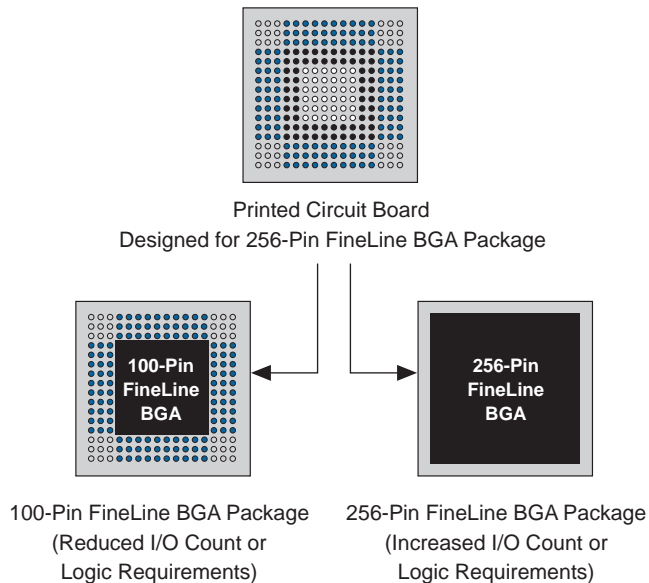 Printed Circuit Board
Designed for 256-Pin FineLine BGA Package
100-Pin
FineLine
BGA
256-Pin
FineLine
BGA
100-Pin FineLine BGA Package
(Reduced I/O Count or
Logic Requirements)
256-Pin FineLine BGA Package
(Increased I/O Count or
Logic Requirements)